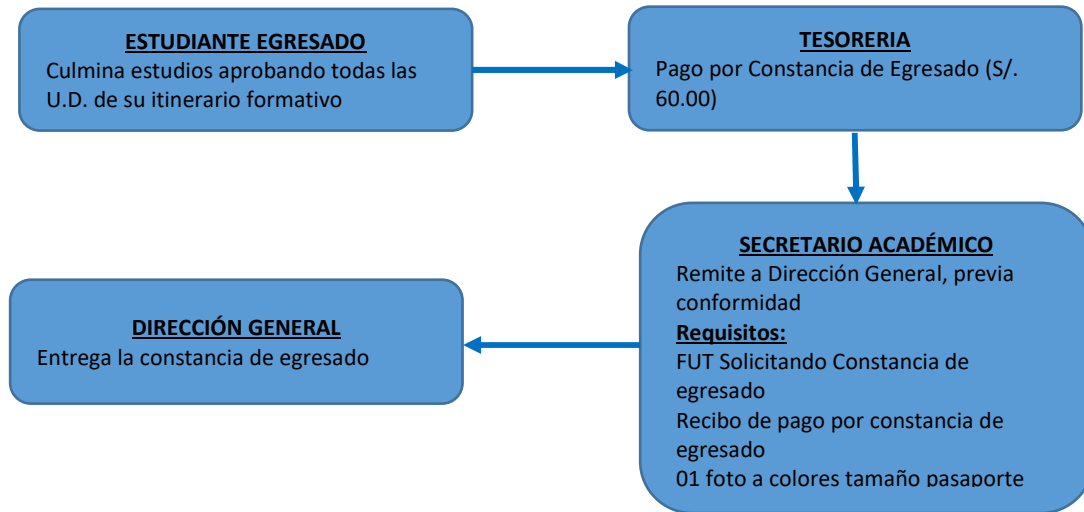 ESTUDIANTE EGRESADO
Culmina estudios aprobando todas las
U.D. de su itinerario formativo
TESORERIA
Pago por Constancia de Egresado (S/.
60.00)
SECRETARIO ACADÉMICO
Remite a Dirección General, previa
conformidad
Requisitos:
FUT Solicitando Constancia de
egresado
Recibo de pago por constancia de
egresado
01 foto a colores tamaño pasaporte
DIRECCIÓN GENERAL
Entrega la constancia de egresado